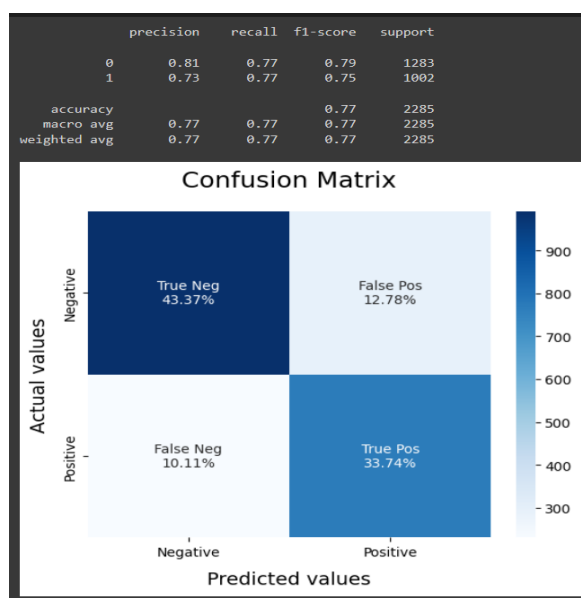 precision recall f1-score support
0 0.81 0.77 0.79 1283
1 0.73 0.77 0.75 1002
accuracy 0.77 2285
macro avg 0.77 0.77 0.77 2285
weighted avg 0.77 0.77 0.77 2285
Confusion Matrix
True Neg
43.37%
False Pos
12.78%
False Neg
10.11%
True Pos
33.74%
Actual values
Negative
Positive
Negative
Positive
Predicted values
900
800
700
600
500
400
300